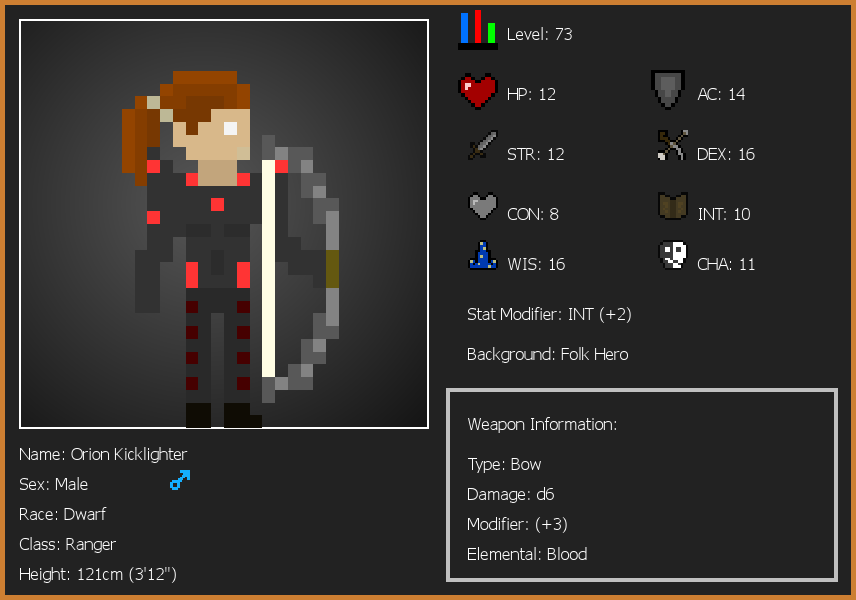 Level: 73
HP: 12
AC: 14
STR: 12
DEX: 16
CON: 8
INT: 10
WIS: 16
CHA: 11
Stat Modifier: INT (+2)
Background: Folk Hero
Weapon Information:
Type: Bow
Damage: d6
Modifier: (+3)
Elemental: Blood
Name: Orion Kicklighter
Sex: Male
Race: Dwarf
Class: Ranger
Height: 121cm (3'12")